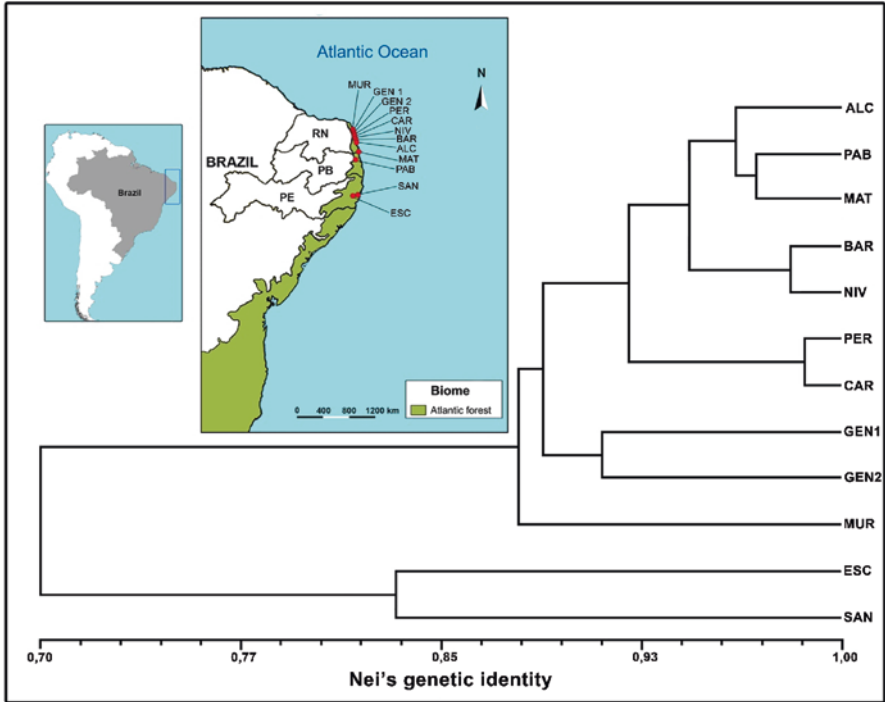 Atlantic Ocean
N
MUR
GEN 1
GEN 2
PER
CAR
NIV
BAR
ALC
MAT
PAB
SAN
ESC
RN
BRAZIL
PB
PE
Brazil
Biome
Atlantic forest
0 400 800 1200 km
ALC
PAB
MAT
BAR
NIV
PER
CAR
GEN1
GEN2
MUR
ESC
SAN
0,70 0,77 0,85 0,93 1,00
Nei's genetic identity